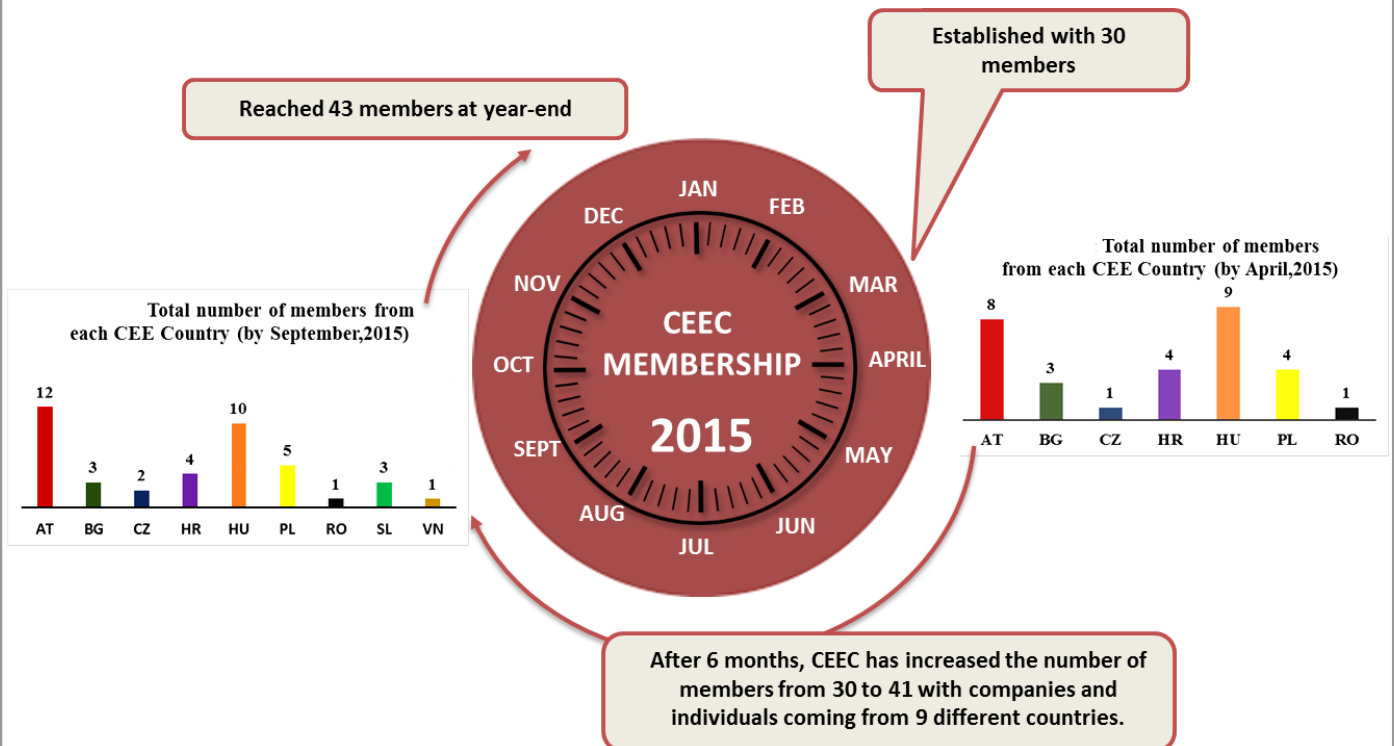 Established with 30
members
Reached 43 members at year-end
JAN
FEB
MAR
APRIL
MAY
JUN
JUL
AUG
SEPT
OCT
NOV
DEC
CEEC
MEMBERSHIP
2015
Total number of members
from each CEE Country (by April,2015)
8 3 1 4 9 4 1
AT BG CZ HR HU PL RO
Total number of members from
each CEE Country (by September,2015)
12 3 2 4 10 5 1 3 1
AT BG CZ HR HU PL RO SL VN
After 6 months, CEEC has increased the number of
members from 30 to 41 with companies and
individuals coming from 9 different countries.